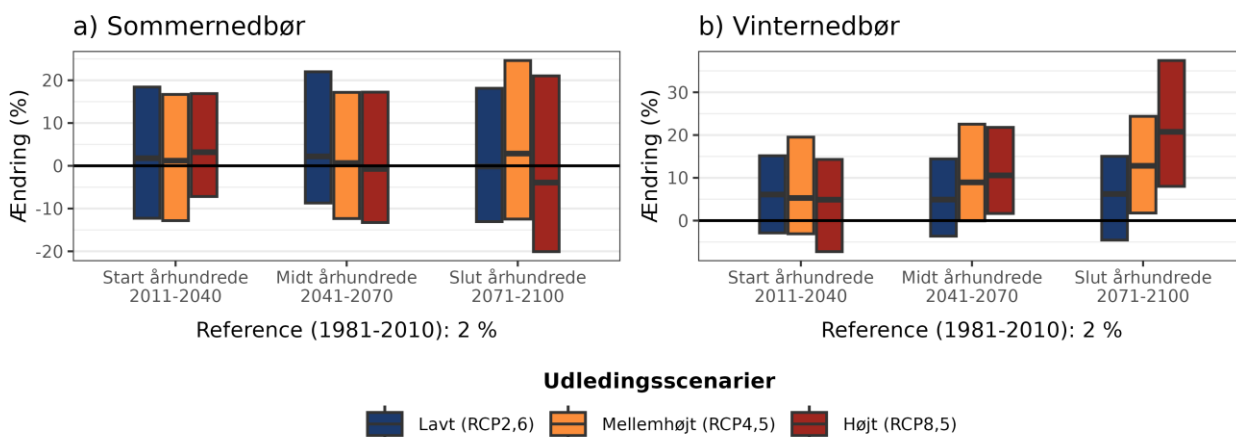 a) Sommernedbør
Ændring (%)
20
10
0
-10
-20
Start århundrede
2011-2040
Midt århundrede
2041-2070
Slut århundrede
2071-2100
Reference (1981-2010): 2 %
b) Vinternedbør
Ændring (%)
30
20
10
0
Start århundrede
2011-2040
Midt århundrede
2041-2070
Slut århundrede
2071-2100
Reference (1981-2010): 2 %
Udledingsscenarier
Lavt (RCP2,6)
Mellemhøjt (RCP4,5)
Højt (RCP8,5)